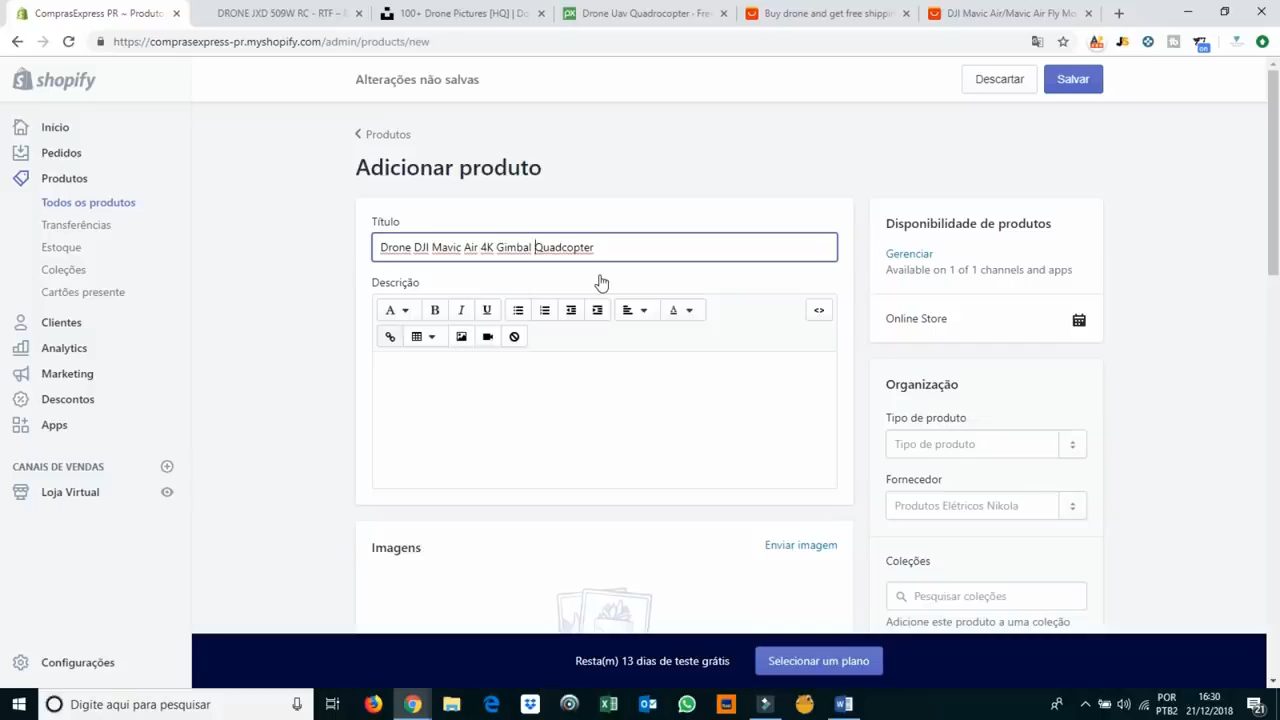 ComprasExpress PR ~ Produto
DRONE JXD 509W RC - RTF – 
100+ Drone Pictures [HQ] | Do
Drone Uav Quadrocopter - Free
Buy drone and get free shippin
DJI Mavic Air/Mavic Air Fly Mo
https://comprasexpress-pr.myshopify.com/admin/products/new
on
shopify
Alterações não salvas
Descartar
Salvar
Início
Pedidos
Produtos
Todos os produtos
Transferências
Estoque
Coleções
Cartões presente
Clientes
Analytics
Marketing
Descontos
Apps
CANAIS DE VENDAS
Loja Virtual
Configurações
Produtos
Adicionar produto
Título
Drone DJI Mavic Air 4K Gimbal Quadcopter
Descrição
A B I U A <>
Imagens
Enviar imagem
Disponibilidade de produtos
Gerenciar
Available on 1 of 1 channels and apps
Online Store
Organização
Tipo de produto
Tipo de produto
Fornecedor
Produtos Elétricos Nikola
Coleções
Pesquisar coleções
Adicione este produto a uma coleção
Resta(m) 13 dias de teste grátis
Selecionar um plano
Digite aqui para pesquisar
POR
PTB2
16:30
21/12/2018
21